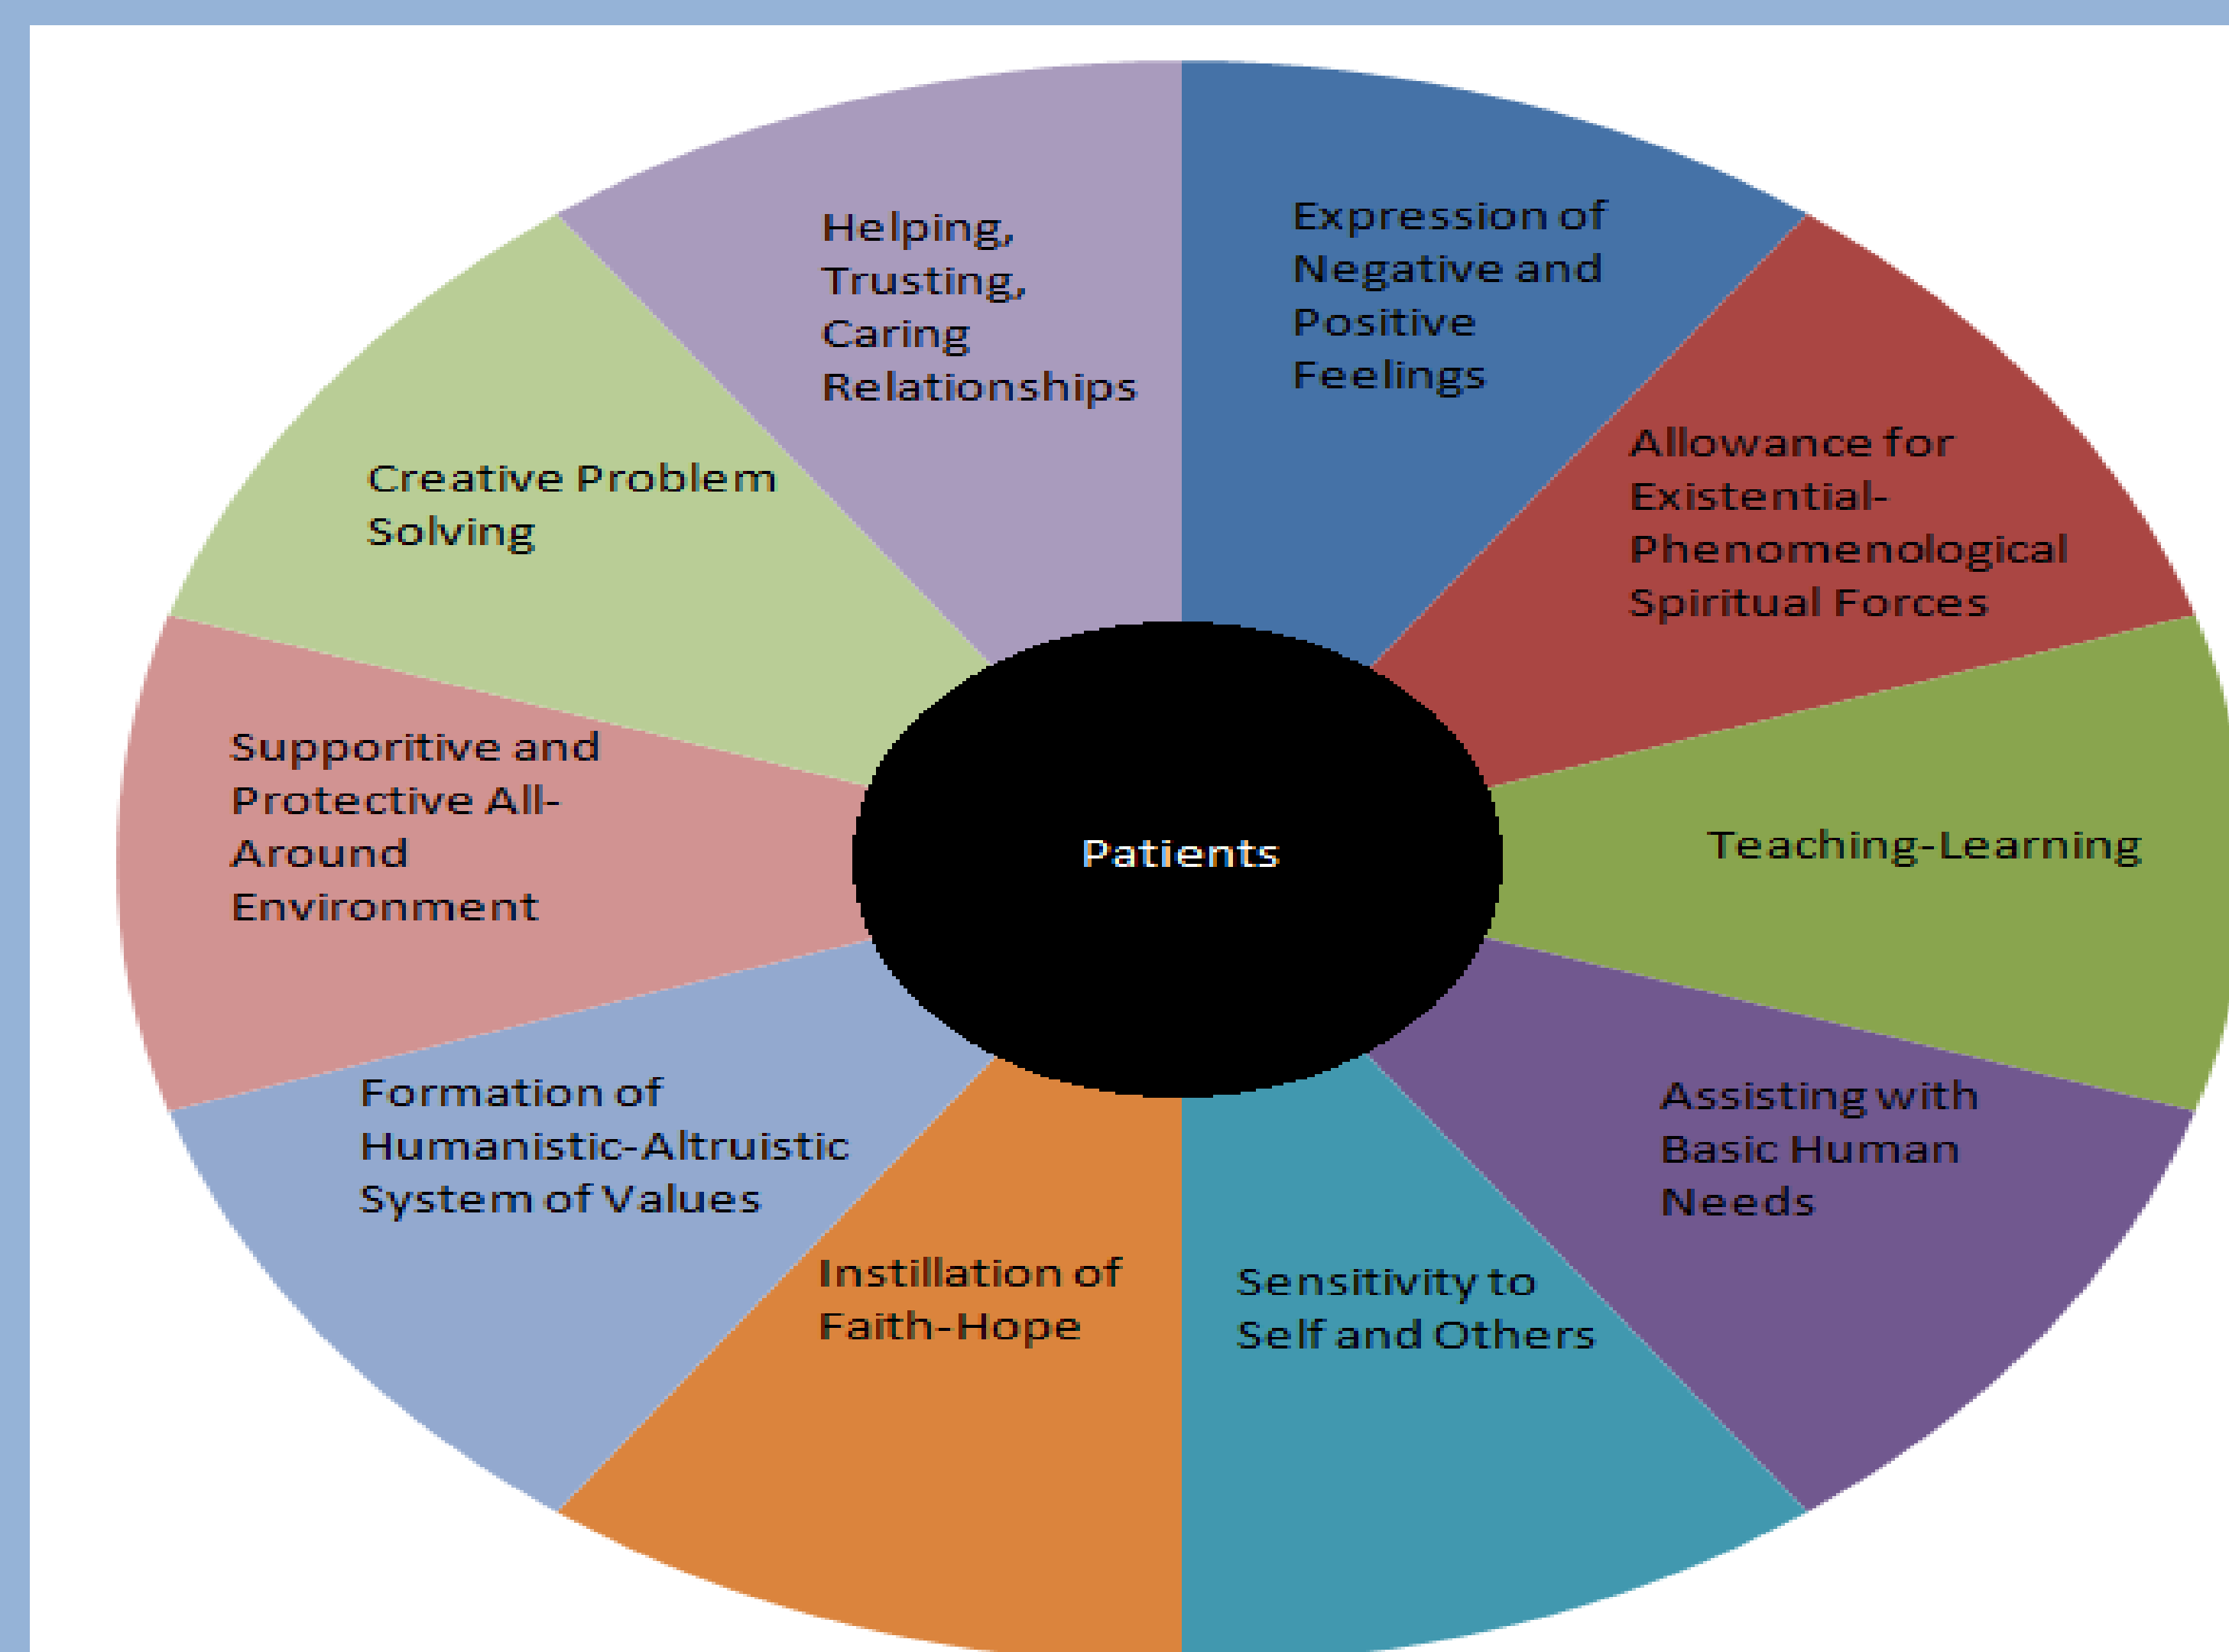 Helping,
Trusting,
Caring
Relationships
Expression of
Negative and
Positive
Feelings
Allowance for
Existential-
Phenomenological
Spiritual Forces
Teaching-Learning
Assisting with
Basic Human
Needs
Sensitivity to
Self and Others
Instillation of
Faith-Hope
Formation of
Humanistic-Altruistic
System of Values
Supporitive and
Protective All-
Around
Environment
Creative Problem
Solving
Patients